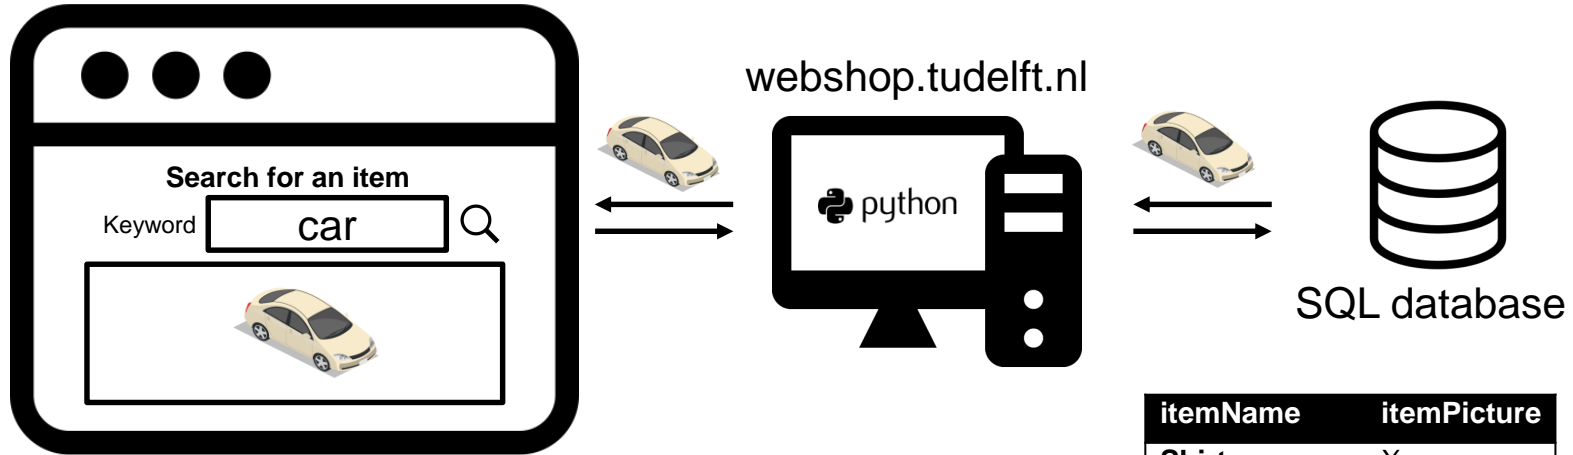 webshop.tudelft.nl
Search for an item
Keyword car
python
SQL database
itemName itemPicture